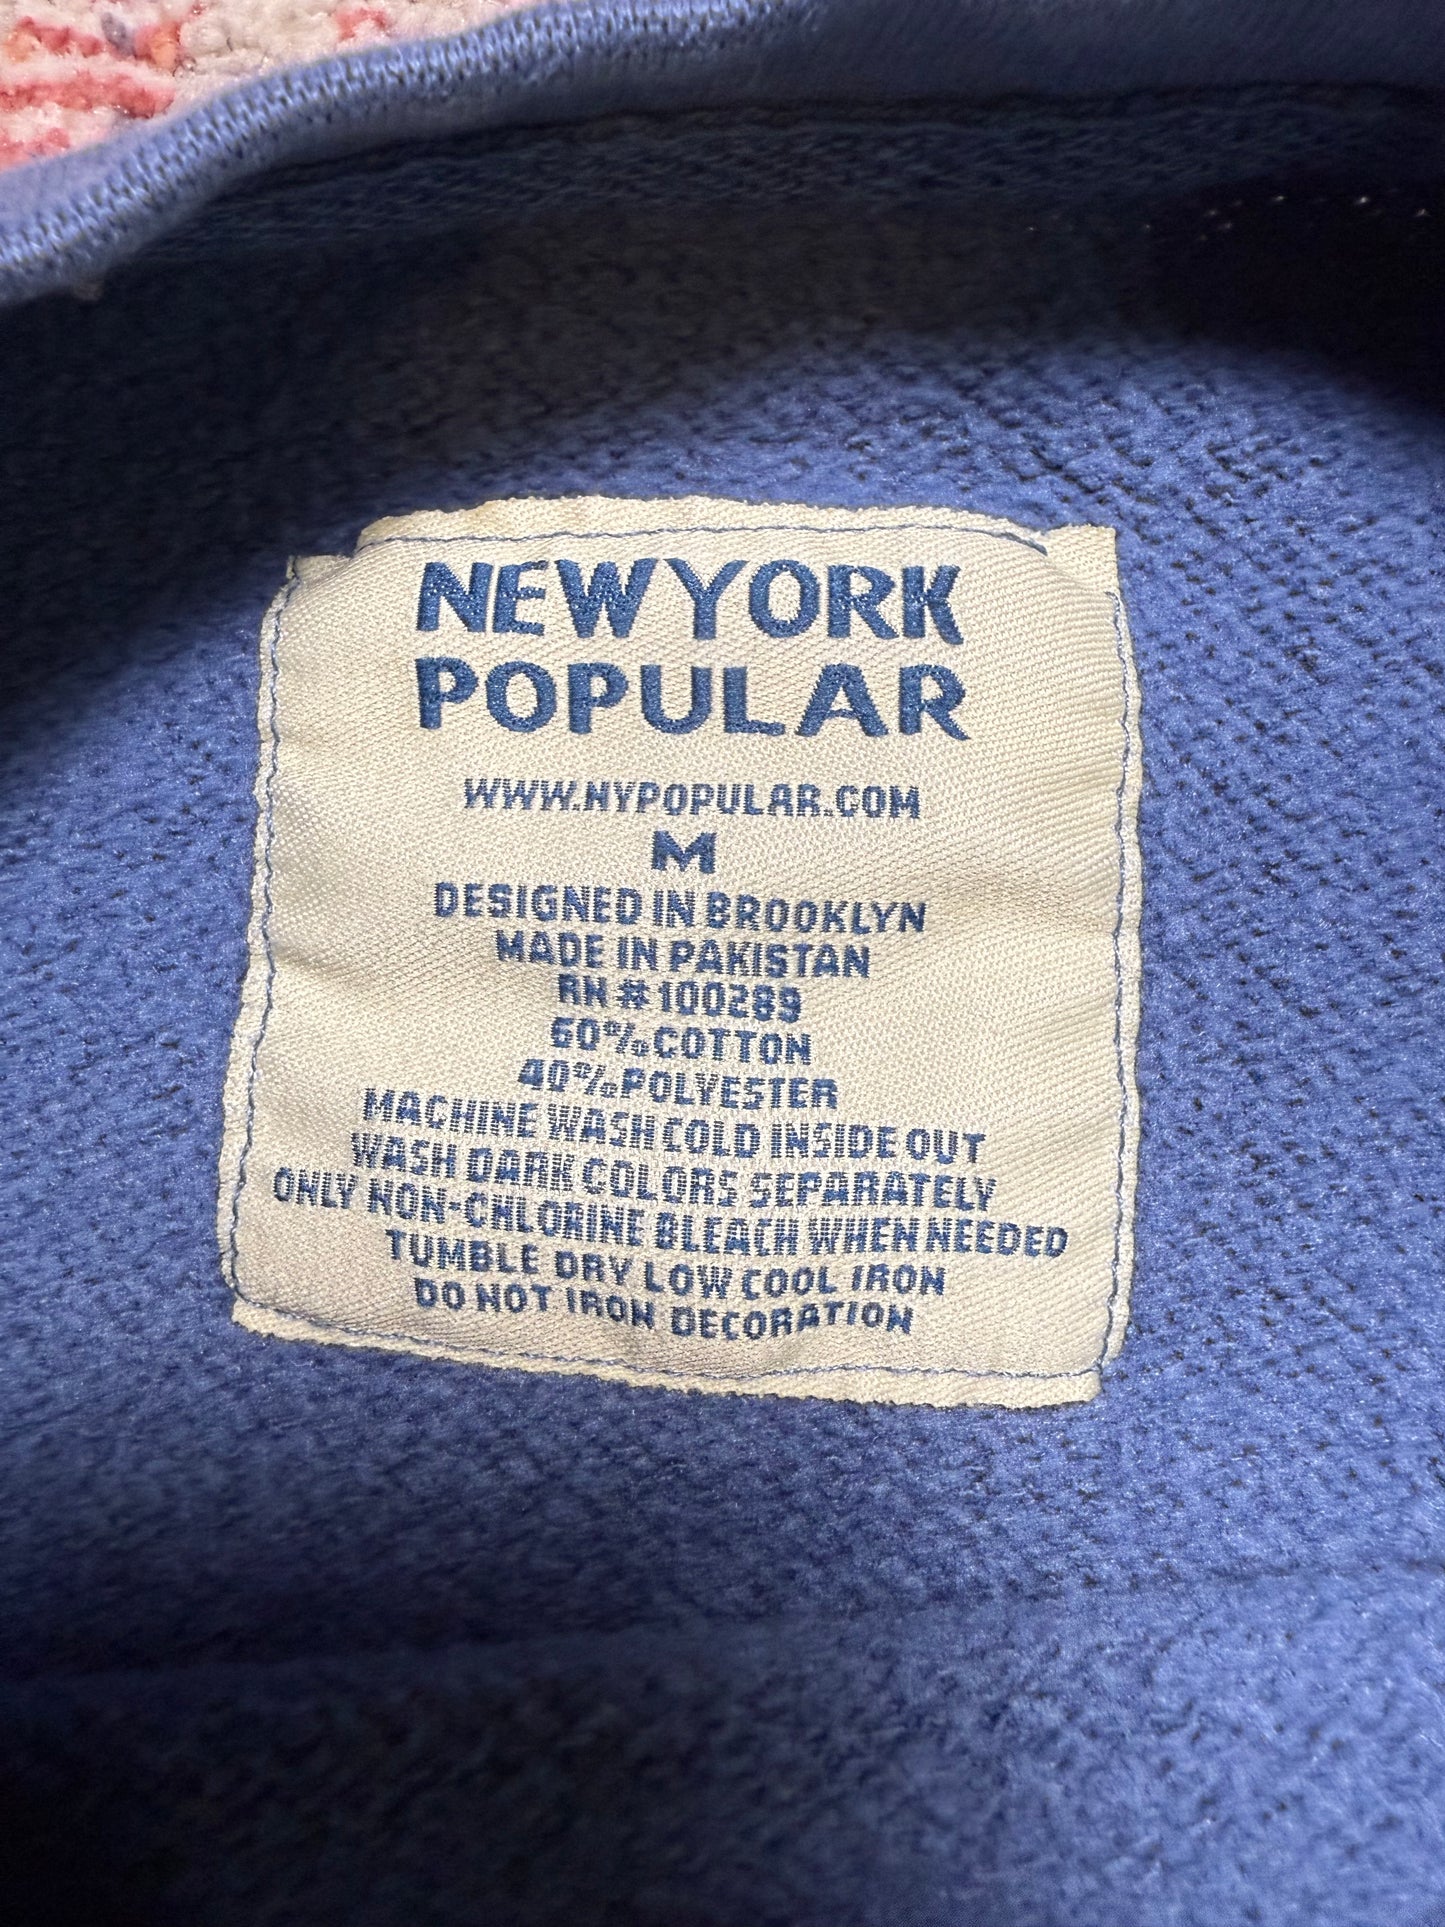 NEWYORK
POPULAR
WWW.NYPOPULAR.COM
M
DESIGNED IN BROOKLYN
MADE IN PAKISTAN
RN # 100289
60% COTTON
40% POLYESTER
MACHINE WASH COLD INSIDE OUT
WASH DARK COLORS SEPARATELY
ONLY NON-CHLORINE BLEACH WHEN NEEDED
TUMBLE DRY LOW COOL IRON
DO NOT IRON DECORATION